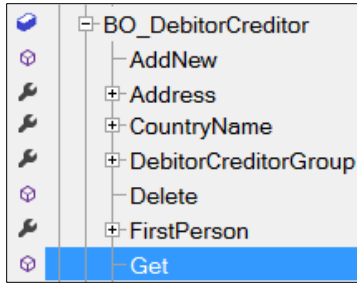 BO_DebitorCreditor
AddNew
Address
CountryName
DebitorCreditorGroup
Delete
FirstPerson
Get